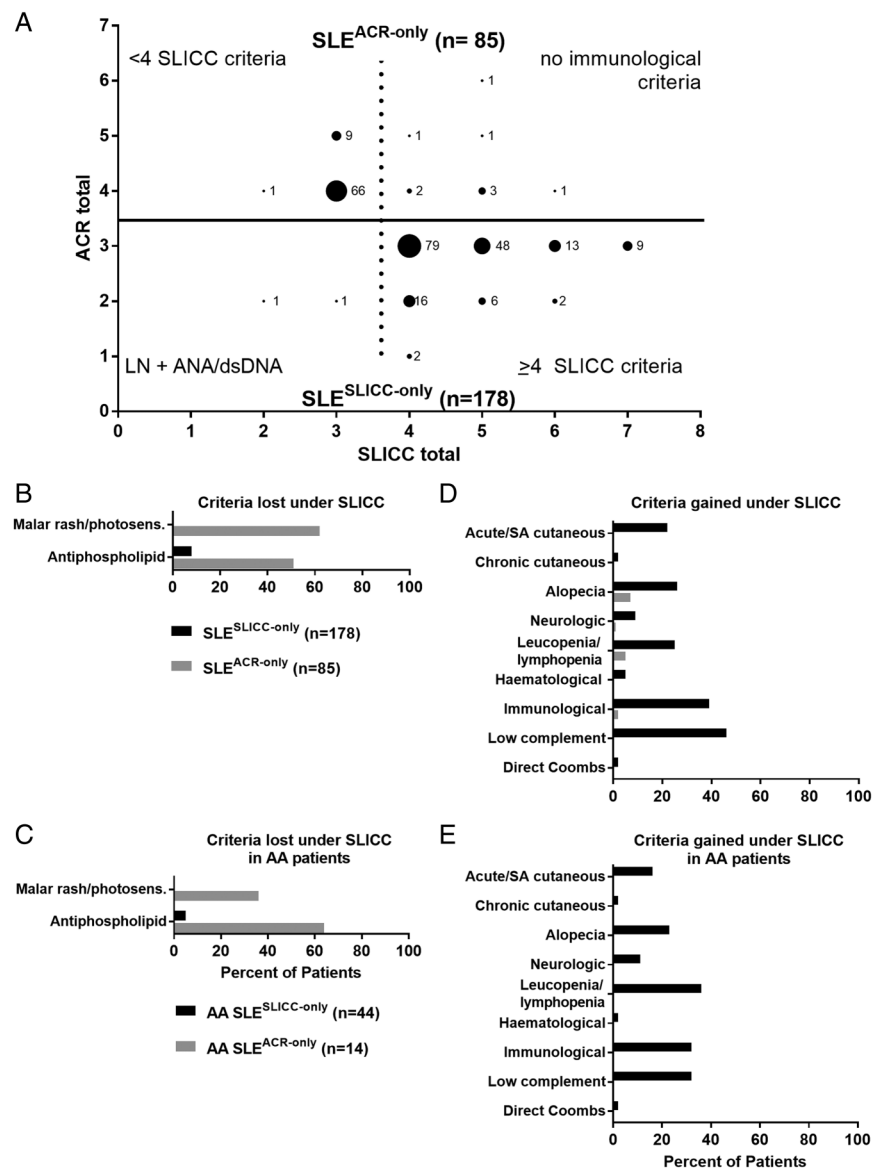 A
SLE^ACR-only (n= 85)
<4 SLICC criteria
no immunological
criteria
ACR total
7
6
5
4
3
2
1
0
1
9
1
1
1
66
2
3
1
79
48
13
9
1
1
16
6
2
2
LN + ANA/dsDNA
≥4 SLICC criteria
SLE^SLICC-only (n=178)
0 1 2 3 4 5 6 7 8
SLICC total
B
Criteria lost under SLICC
Malar rash/photosens.
Antiphospholipid
0 20 40 60 80 100
SLE^SLICC-only (n=178)
SLE^ACR-only (n=85)
D
Criteria gained under SLICC
Acute/SA cutaneous
Chronic cutaneous
Alopecia
Neurologic
Leucopenia/
lymphopenia
Haematological
Immunological
Low complement
Direct Coombs
0 20 40 60 80 100
C
Criteria lost under SLICC
in AA patients
Malar rash/photosens.
Antiphospholipid
0 20 40 60 80 100
Percent of Patients
AA SLE^SLICC-only (n=44)
AA SLE^ACR-only (n=14)
E
Criteria gained under SLICC
in AA patients
Acute/SA cutaneous
Chronic cutaneous
Alopecia
Neurologic
Leucopenia/
lymphopenia
Haematological
Immunological
Low complement
Direct Coombs
0 20 40 60 80 100
Percent of Patients